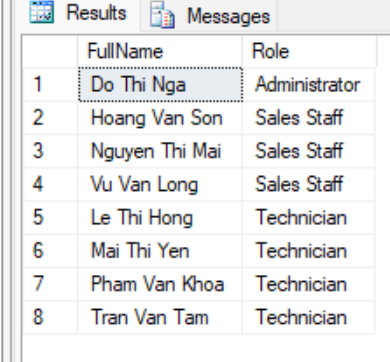 Results Messages
FullName Role
1 Do Thi Nga Administrator
2 Hoang Van Son Sales Staff
3 Nguyen Thi Mai Sales Staff
4 Vu Van Long Sales Staff
5 Le Thi Hong Technician
6 Mai Thi Yen Technician
7 Pham Van Khoa Technician
8 Tran Van Tam Technician